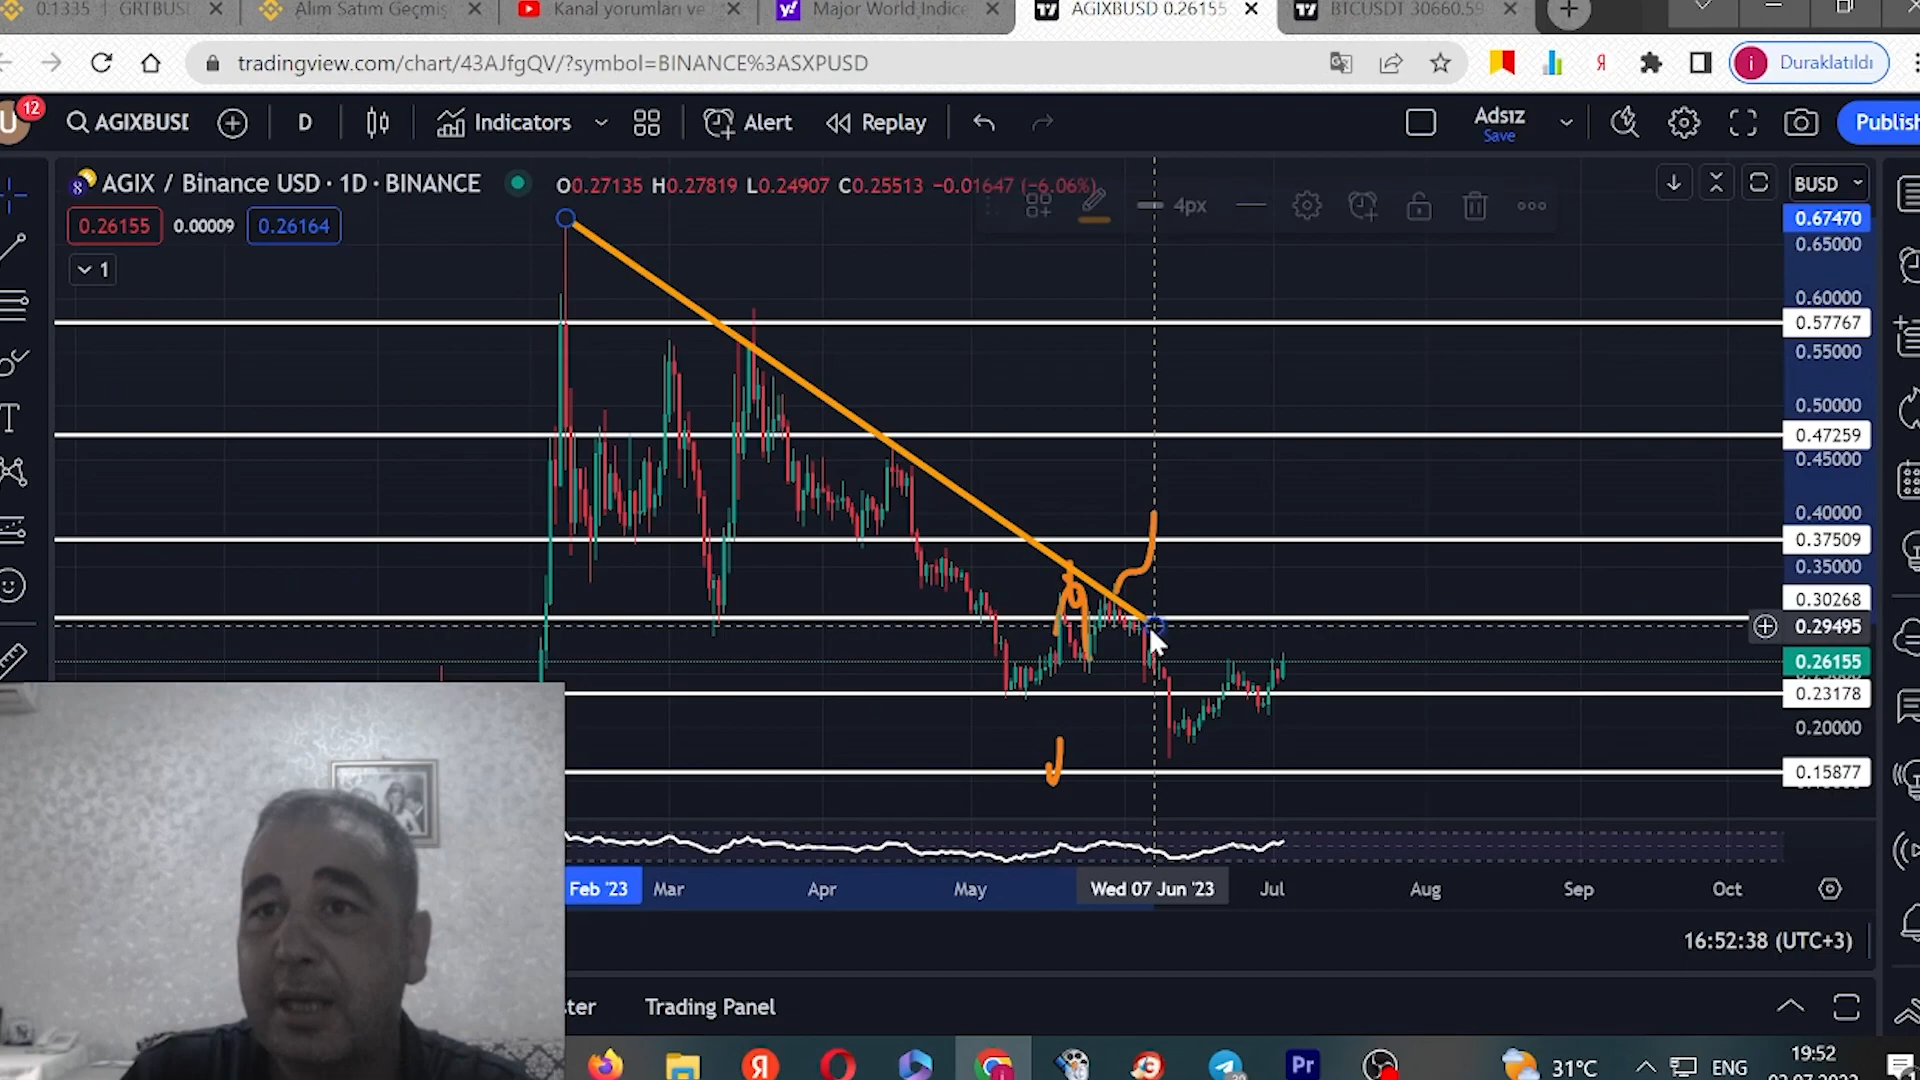 0.1335 | GRTBUSI
Alım Satım Geçmiş
Kanal yorumları ve
Major World Indice
AGIXBUSD 0.26155
BTCUSDT 30660.59
tradingview.com/chart/43AJfgQV/?symbol=BINANCE%3ASXPUSD
Duraklatıldı
U 12
AGIXBUSI
D
Indicators
Alert
Replay
Adsız
Save
Publish
AGIX / Binance USD · 1D · BINANCE
O0.27135 H0.27819 L0.24907 C0.25513 −0.01647 (−6.06%)
BUSD
0.26155 0.00009 0.26164
4px
1
0.67470
0.65000
0.60000
0.57767
0.55000
0.50000
0.47259
0.45000
0.40000
0.37509
0.35000
0.30268
0.29495
0.26155
0.23178
0.20000
0.15877
Feb '23
Mar
Apr
May
Wed 07 Jun '23
Jul
Aug
Sep
Oct
16:52:38 (UTC+3)
ster
Trading Panel
31°C
ENG
19:52